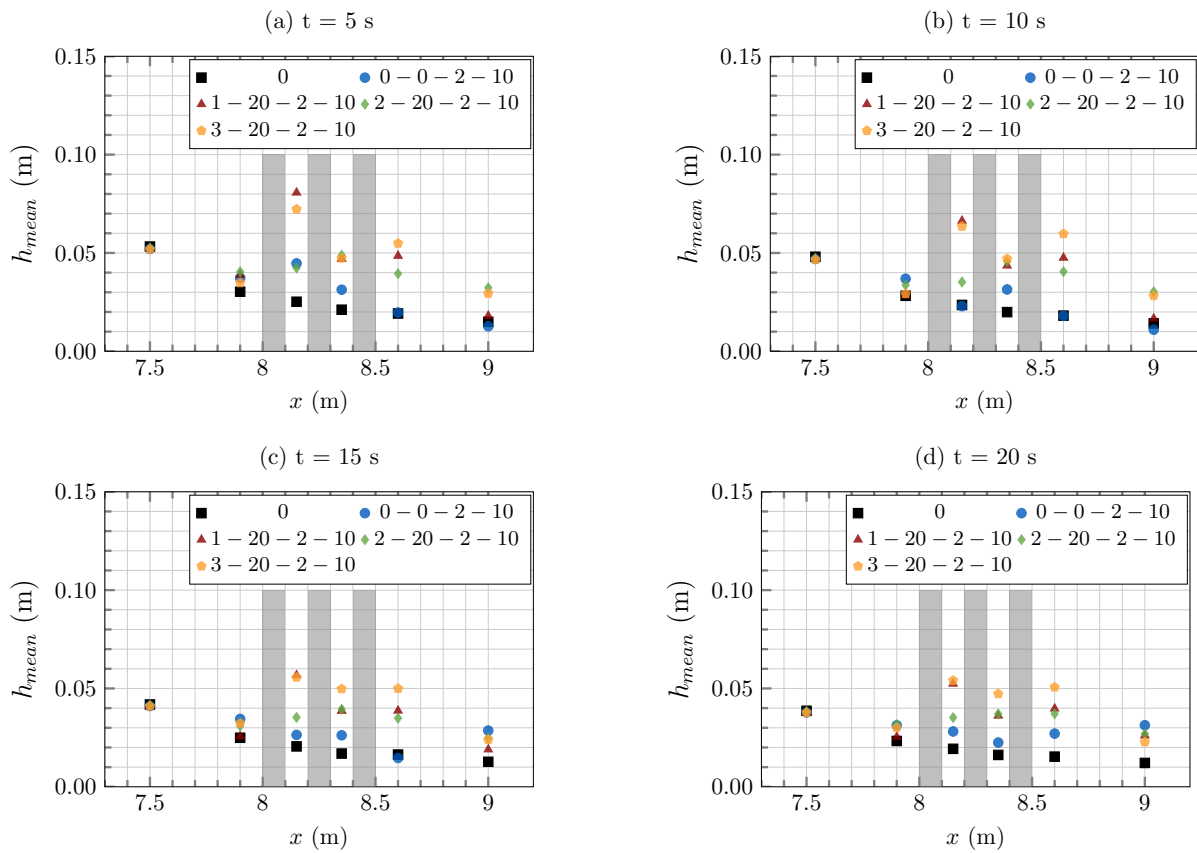 (a) t = 5 s
0.15
0.10
0.05
0.00
h_mean (m)
0
0 − 0 − 2 − 10
1 − 20 − 2 − 10
2 − 20 − 2 − 10
3 − 20 − 2 − 10
7.5 8 8.5 9
x (m)
(b) t = 10 s
0.15
0.10
0.05
0.00
h_mean (m)
0
0 − 0 − 2 − 10
1 − 20 − 2 − 10
2 − 20 − 2 − 10
3 − 20 − 2 − 10
7.5 8 8.5 9
x (m)
(c) t = 15 s
0.15
0.10
0.05
0.00
h_mean (m)
0
0 − 0 − 2 − 10
1 − 20 − 2 − 10
2 − 20 − 2 − 10
3 − 20 − 2 − 10
7.5 8 8.5 9
x (m)
(d) t = 20 s
0.15
0.10
0.05
0.00
h_mean (m)
0
0 − 0 − 2 − 10
1 − 20 − 2 − 10
2 − 20 − 2 − 10
3 − 20 − 2 − 10
7.5 8 8.5 9
x (m)